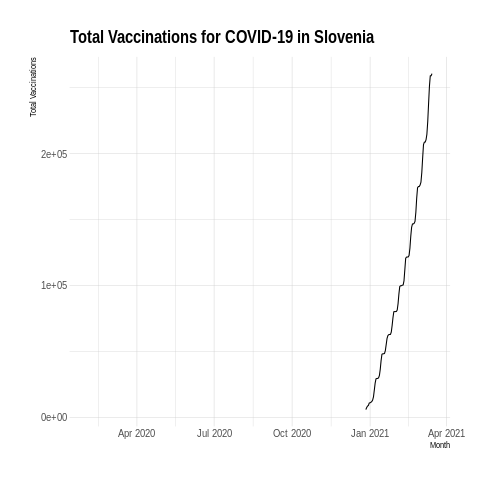 Total Vaccinations for COVID-19 in Slovenia
Total Vaccinations
2e+05
1e+05
0e+00
Apr 2020 Jul 2020 Oct 2020 Jan 2021 Apr 2021
Month